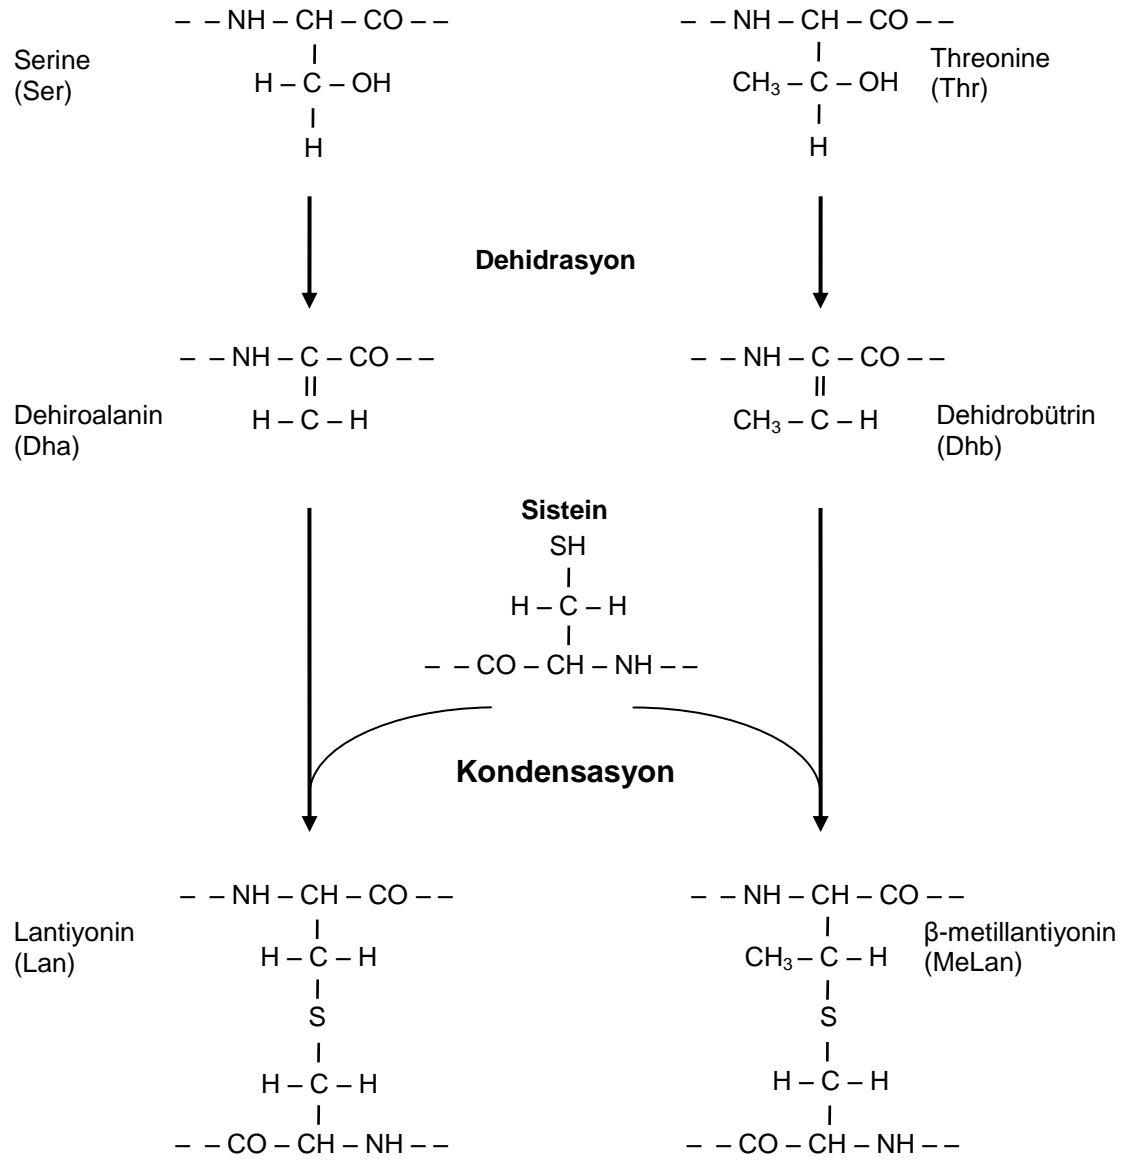 – – NH – CH – CO – –
– – NH – CH – CO – –
Serine
(Ser)
H – C – OH
H
CH₃ – C – OH
H
Threonine
(Thr)
Dehidrasyon
– – NH – C – CO – –
– – NH – C – CO – –
Dehiroalanin
(Dha)
H – C – H
CH₃ – C – H
Dehidrobütrin
(Dhb)
Sistein
SH
H – C – H
– – CO – CH – NH – –
Kondensasyon
– – NH – CH – CO – –
– – NH – CH – CO – –
Lantiyonin
(Lan)
H – C – H
S
H – C – H
– – CO – CH – NH – –
CH₃ – C – H
S
H – C – H
– – CO – CH – NH – –
β-metillantiyonin
(MeLan)